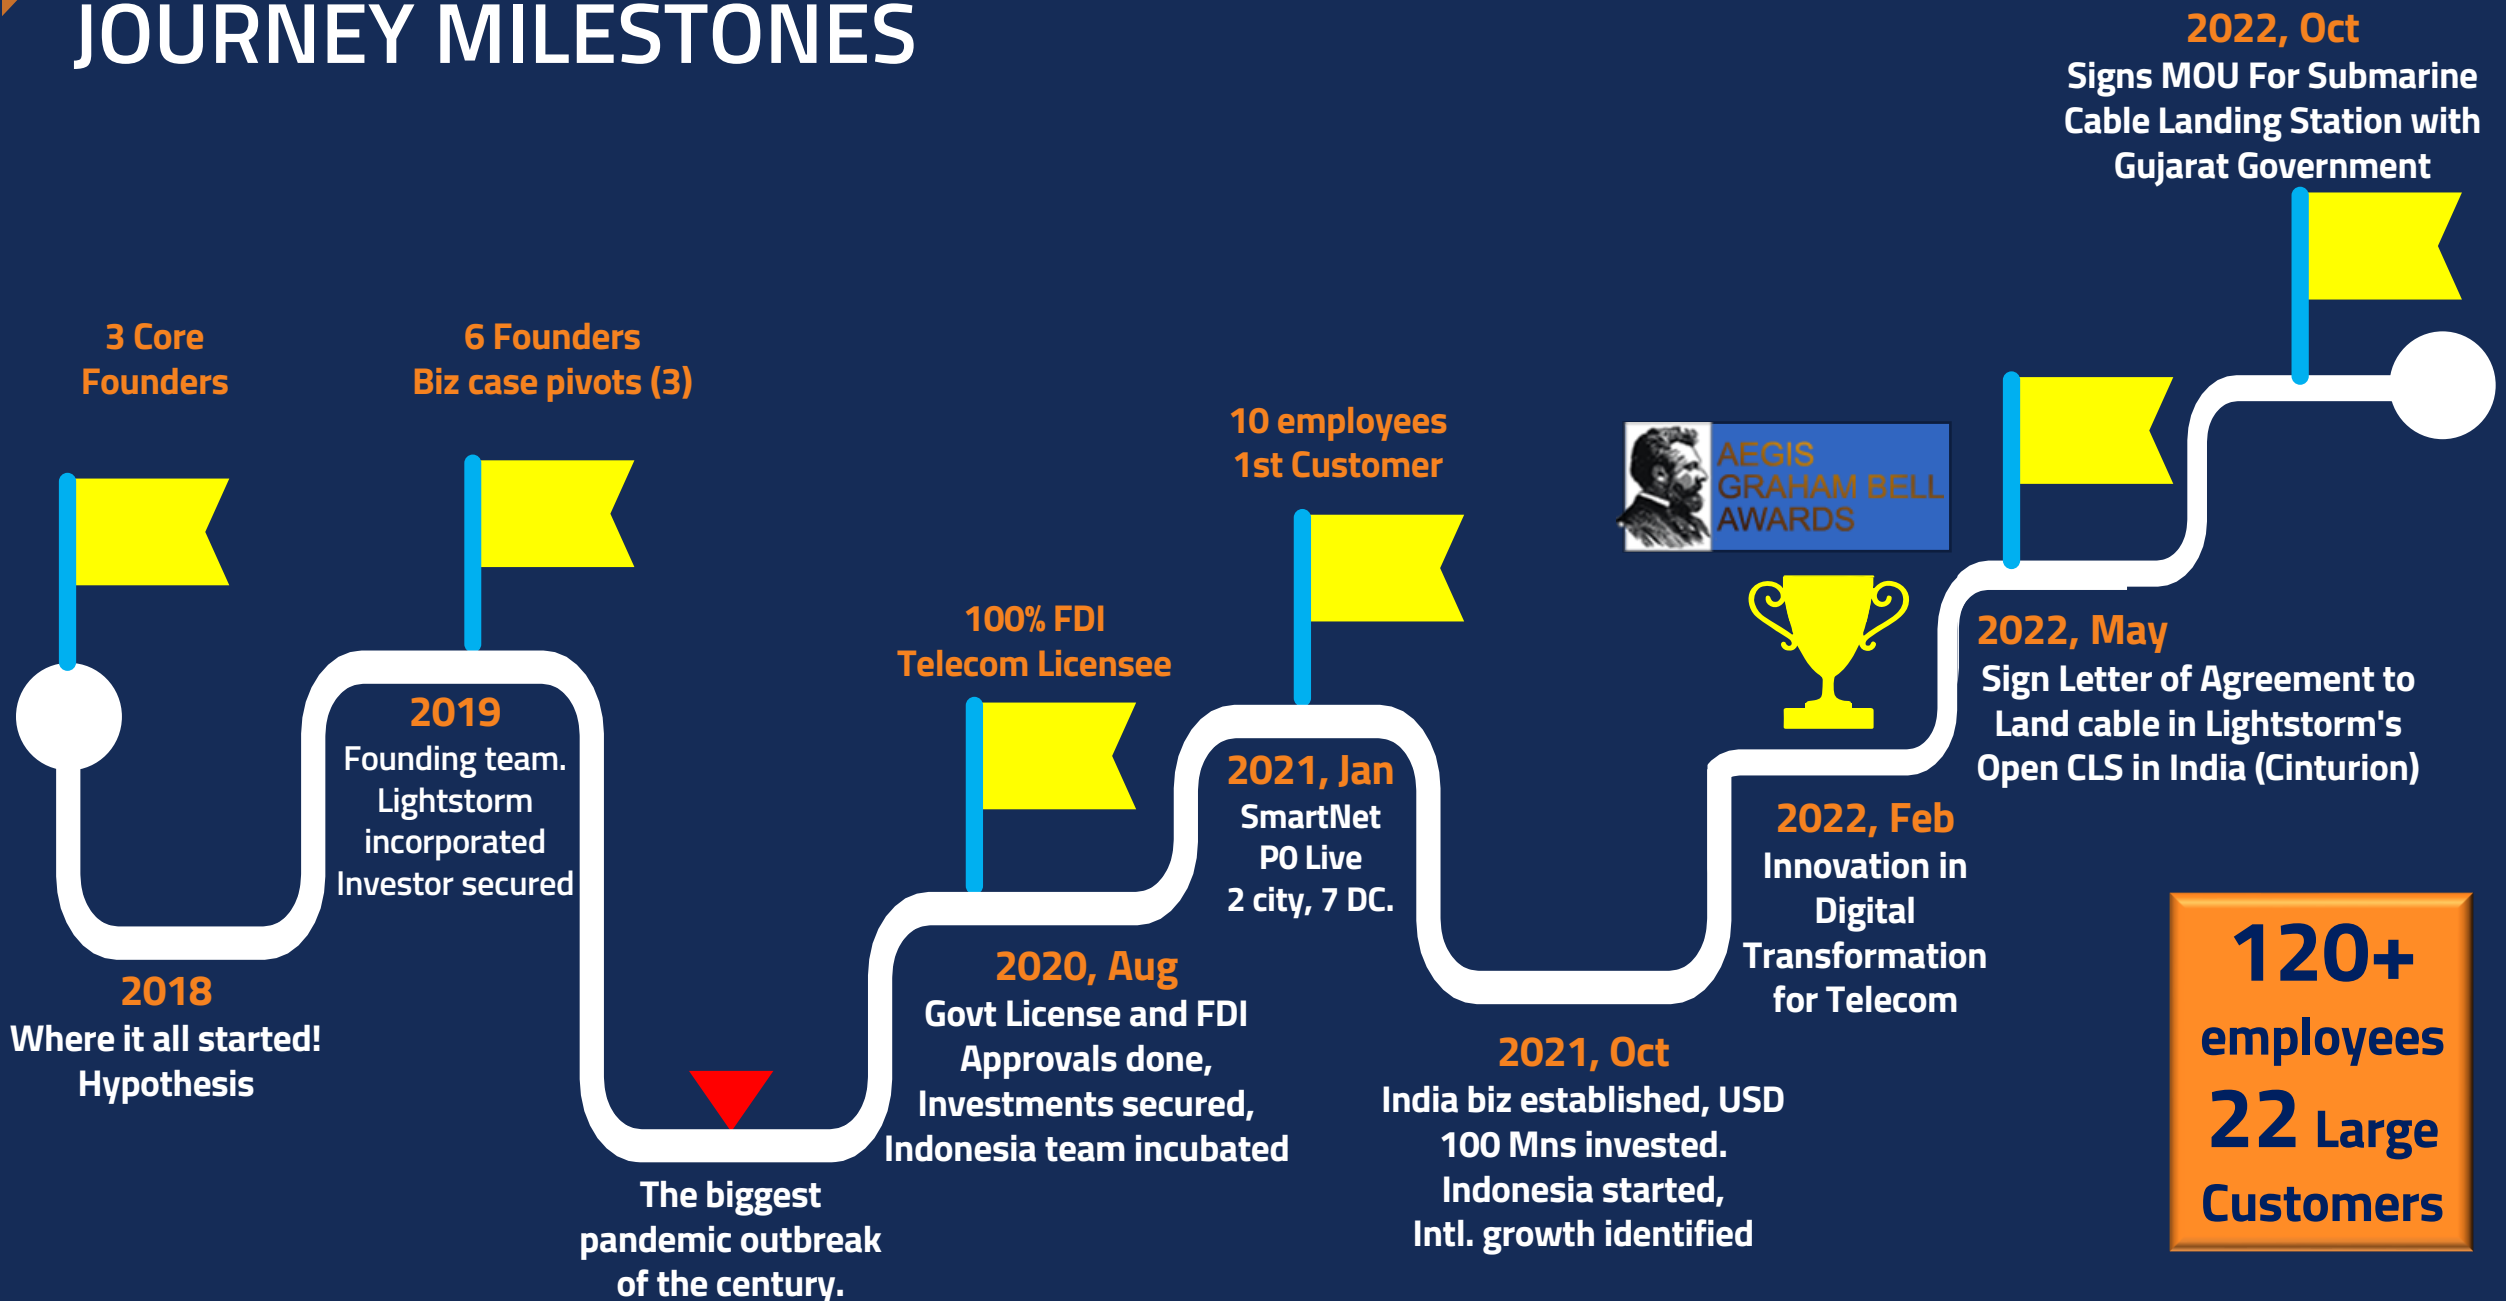 JOURNEY MILESTONES
3 Core
Founders
2018
Where it all started!
Hypothesis
6 Founders
Biz case pivots (3)
2019
Founding team.
Lightstorm
incorporated
Investor secured
The biggest
pandemic outbreak
of the century.
100% FDI
Telecom Licensee
2020, Aug
Govt License and FDI
Approvals done,
Investments secured,
Indonesia team incubated
10 employees
1st Customer
2021, Jan
SmartNet
P0 Live
2 city, 7 DC.
2021, Oct
India biz established, USD
100 Mns invested.
Indonesia started,
Intl. growth identified
AEGIS
GRAHAM BELL
AWARDS
2022, Feb
Innovation in
Digital
Transformation
for Telecom
2022, May
Sign Letter of Agreement to
Land cable in Lightstorm's
Open CLS in India (Cinturion)
2022, Oct
Signs MOU For Submarine
Cable Landing Station with
Gujarat Government
120+
employees
22 Large
Customers